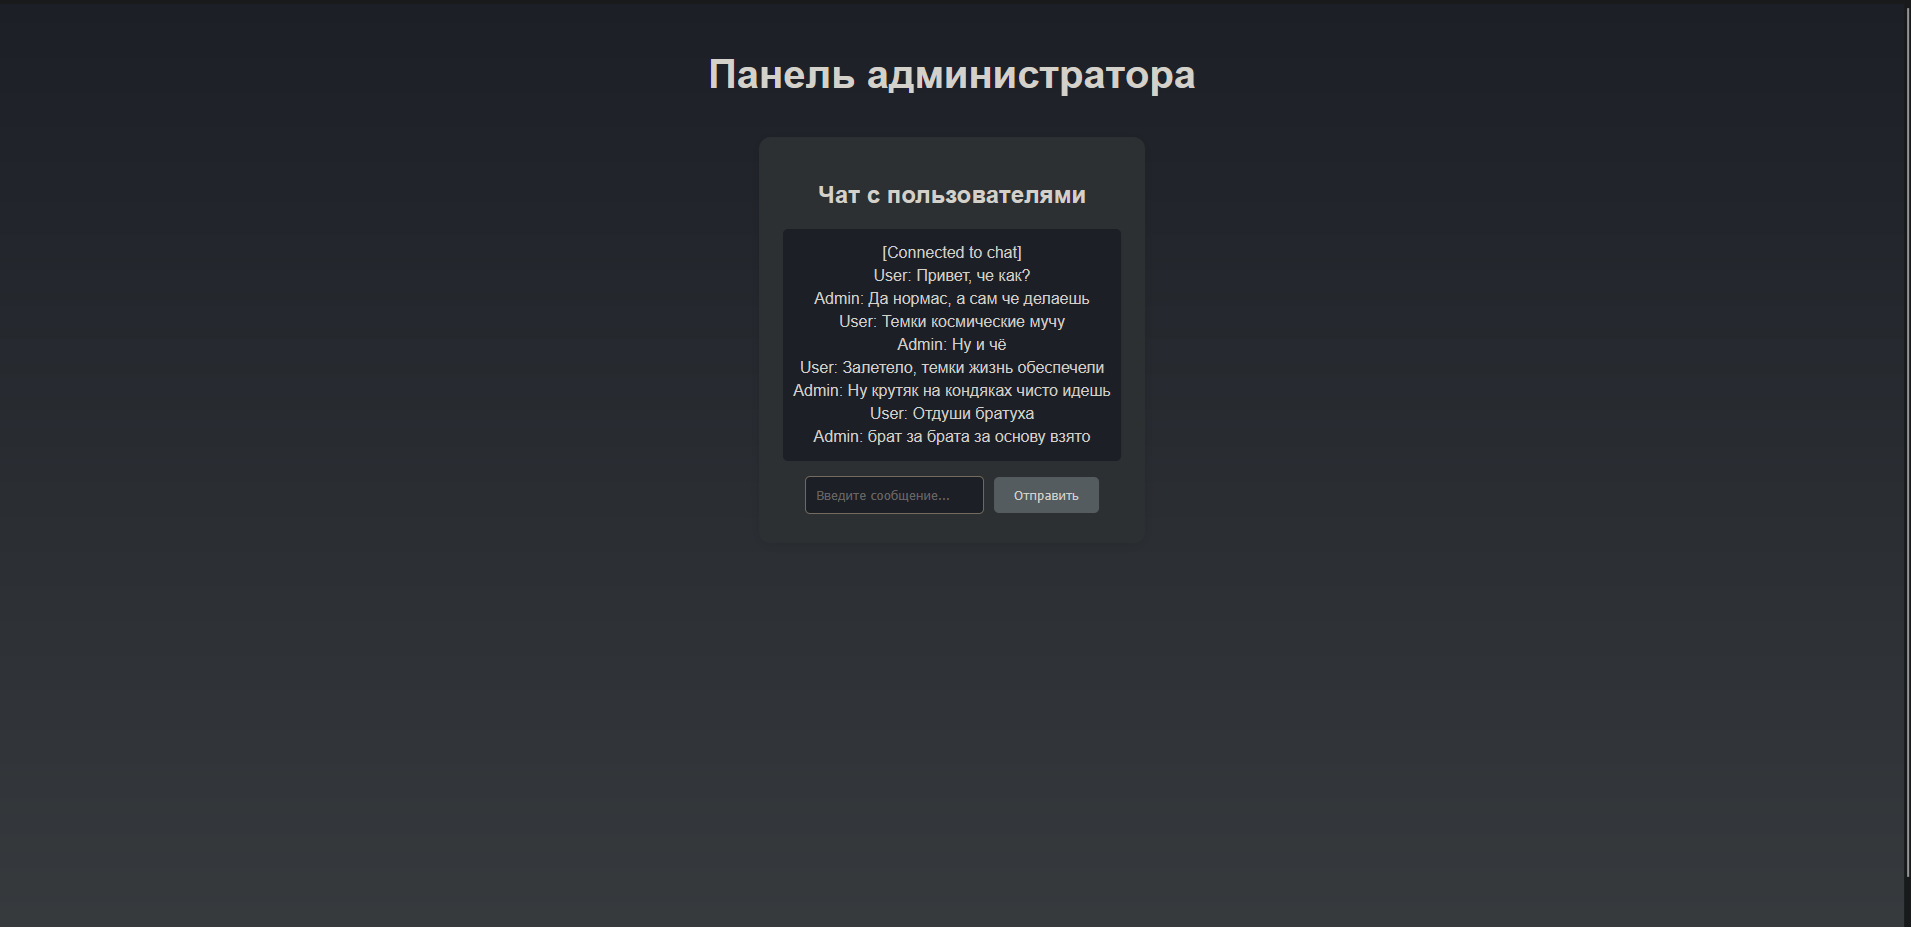 Панель администратора
Чат с пользователями
[Connected to chat]
User: Привет, че как?
Admin: Да нормас, а сам че делаешь
User: Темки космические мучу
Admin: Ну и чё
User: Залетело, темки жизнь обеспечели
Admin: Ну крутяк на кондяках чисто идешь
User: Отдуши братуха
Admin: брат за брата за основу взято
Введите сообщение...
Отправить